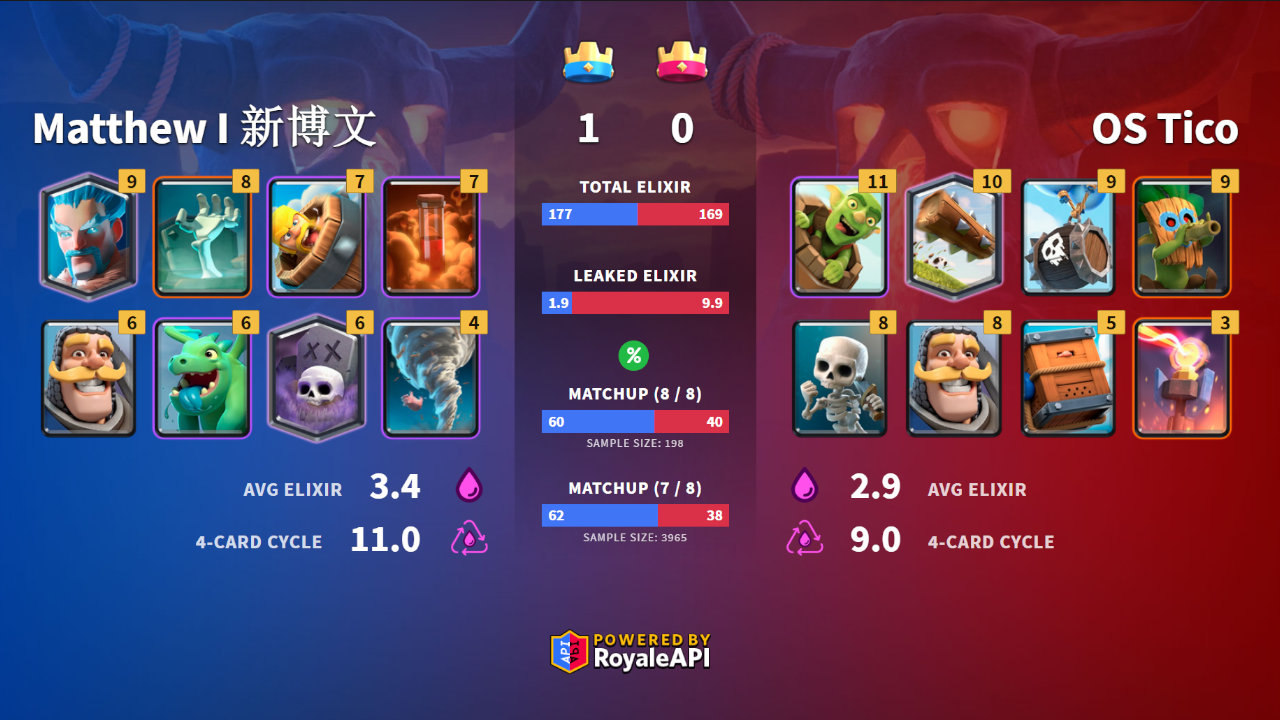 Matthew I 新博文
1 0
OS Tico
9 8 7 7
6 6 6 4
TOTAL ELIXIR
177 169
LEAKED ELIXIR
1.9 9.9
%
MATCHUP (8 / 8)
60 40
SAMPLE SIZE: 198
MATCHUP (7 / 8)
62 38
SAMPLE SIZE: 3965
11 10 9 9
8 8 5 3
AVG ELIXIR 3.4
4-CARD CYCLE 11.0
2.9 AVG ELIXIR
9.0 4-CARD CYCLE
API API
POWERED BY
RoyaleAPI